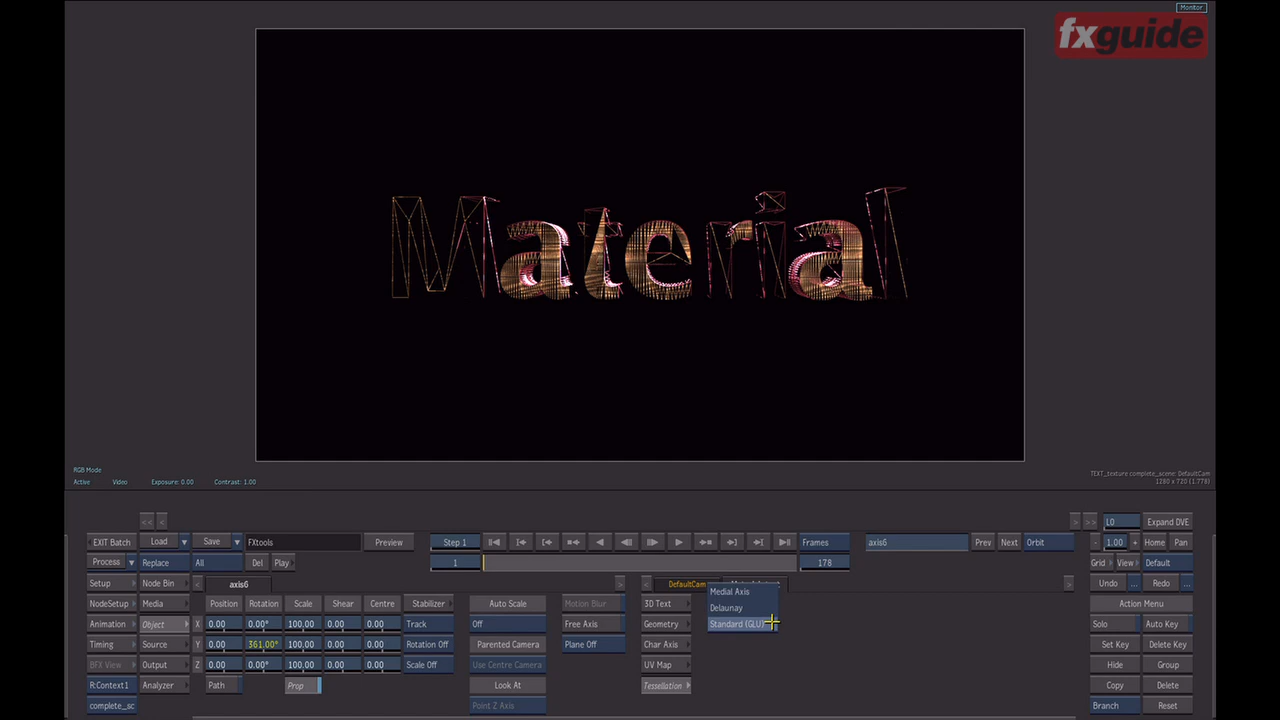 Monitor
fxguide
Material
RGB Mode
Active Video Exposure: 0.00 Contrast: 1.00
TEXT_texture complete_scene: DefaultCam
1280 x 720 (1.778)
<< < > >> L0 Expand DVE
EXIT Batch Load Save FXtools Preview Step 1 Frames axis6 Prev Next Orbit - 1.00 + Home Pan
Process Replace All Del Play 1 178 Grid View Default
Setup Node Bin < axis6 > < DefaultCam > Undo ... Redo ...
Medial Axis
NodeSetup Media Position Rotation Scale Shear Centre Stabilizer Auto Scale Motion Blur 3D Text Delaunay Action Menu
Animation Object X 0.00 0.00° 100.00 0.00 0.00 Track Off Free Axis Geometry Standard (GLU) Solo Auto Key
Timing Source Y 0.00 361.00° 100.00 0.00 0.00 Rotation Off Parented Camera Plane Off Char Axis Set Key Delete Key
BFX View Output Z 0.00 0.00° 100.00 0.00 0.00 Scale Off Use Centre Camera UV Map Hide Group
R:Context1 Analyzer Path Prop Look At Tessellation Copy Delete
complete_sc Point Z Axis Branch Reset